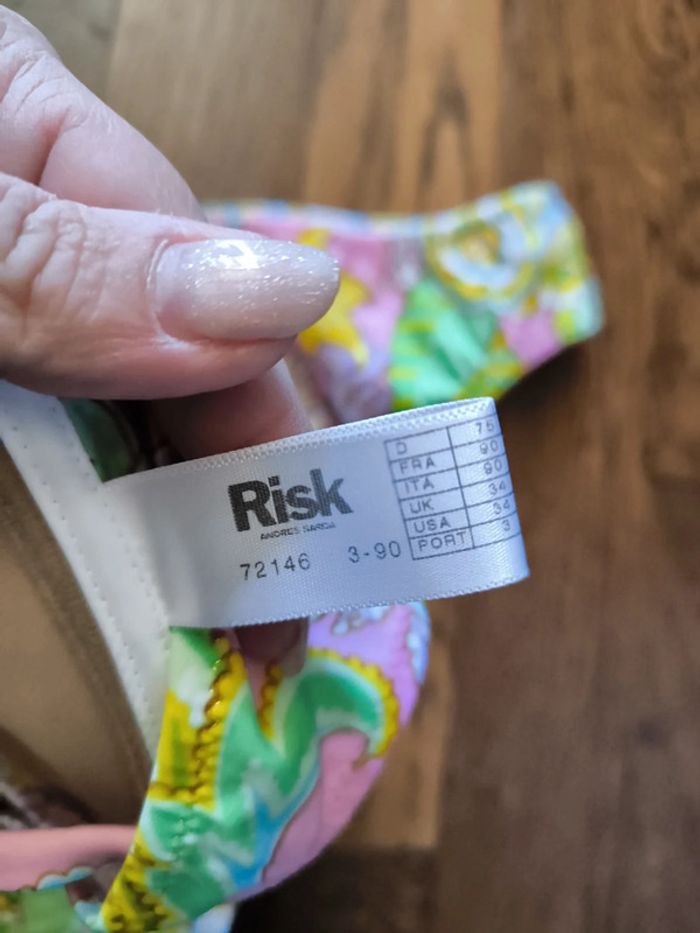 Risk
ANDRES SARDA
72146 3-90
D 75
FRA 90
ITA 90
UK 34
USA 34
PORT 3